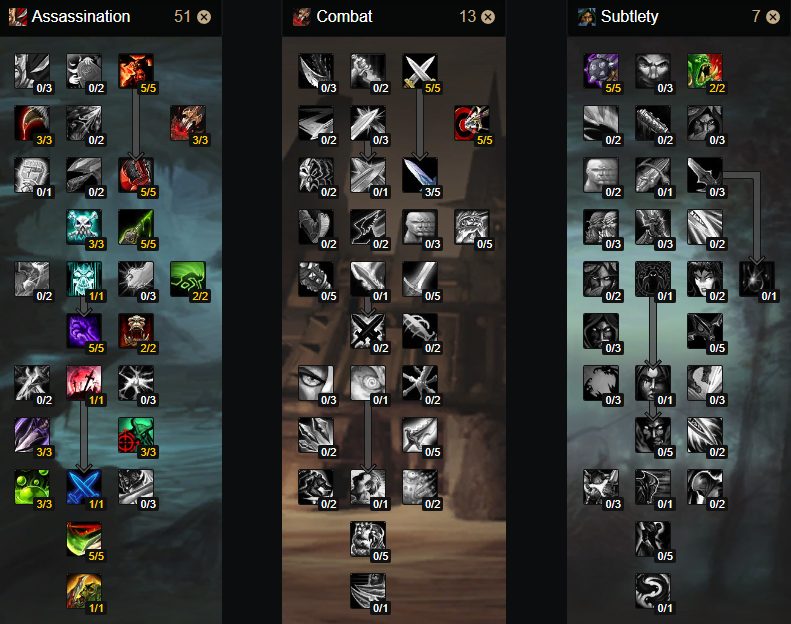 Assassination 51 Combat 13 Subtlety 7
0/3 0/2 5/5 0/3 0/2 5/5 5/5 0/3 2/2
3/3 0/2 3/3 0/2 0/3 5/5 0/2 0/2 0/3
0/1 0/2 5/5 0/2 0/1 3/5 0/2 0/1 0/3
3/3 5/5 0/2 0/2 0/3 0/5 0/3 0/3 0/2
0/2 1/1 0/3 2/2 0/5 0/1 0/5 0/2 0/1 0/2 0/1
5/5 2/2 0/2 0/2 0/3 0/5
0/2 1/1 0/3 0/3 0/1 0/2 0/3 0/1 0/3
3/3 3/3 0/2 0/5 0/5 0/2
3/3 1/1 0/3 0/2 0/1 0/2 0/3 0/1 0/2
5/5 0/5 0/5
1/1 0/1 0/1